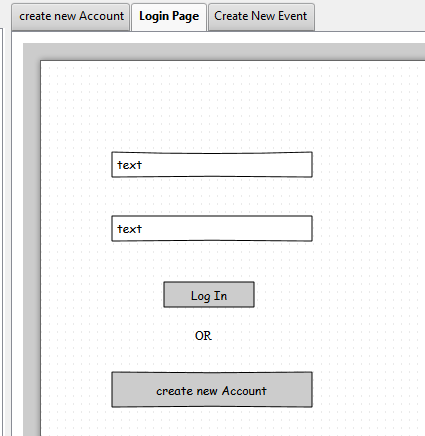 create new Account
Login Page
Create New Event
text
text
Log In
OR
create new Account